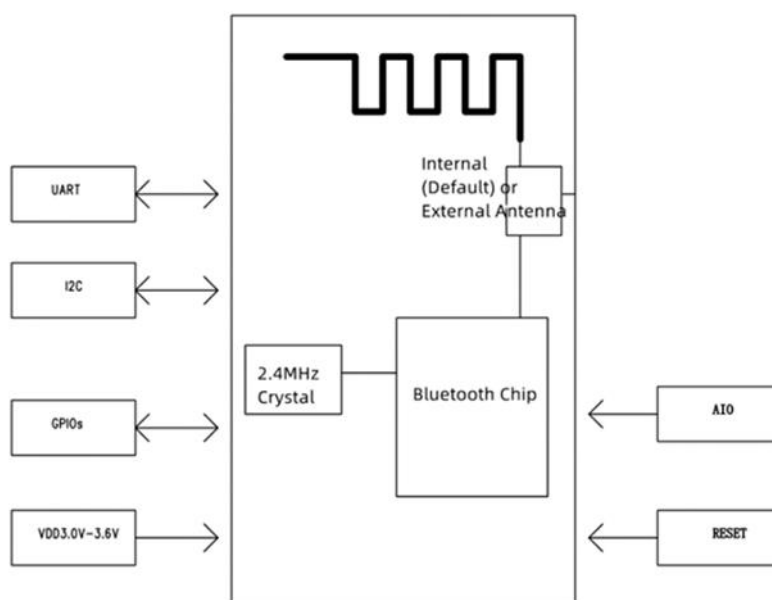 Internal
(Default) or
External Antenna
UART
I2C
2.4MHz
Crystal
Bluetooth Chip
GPIOs
AIO
VDD3.0V-3.6V
RESET